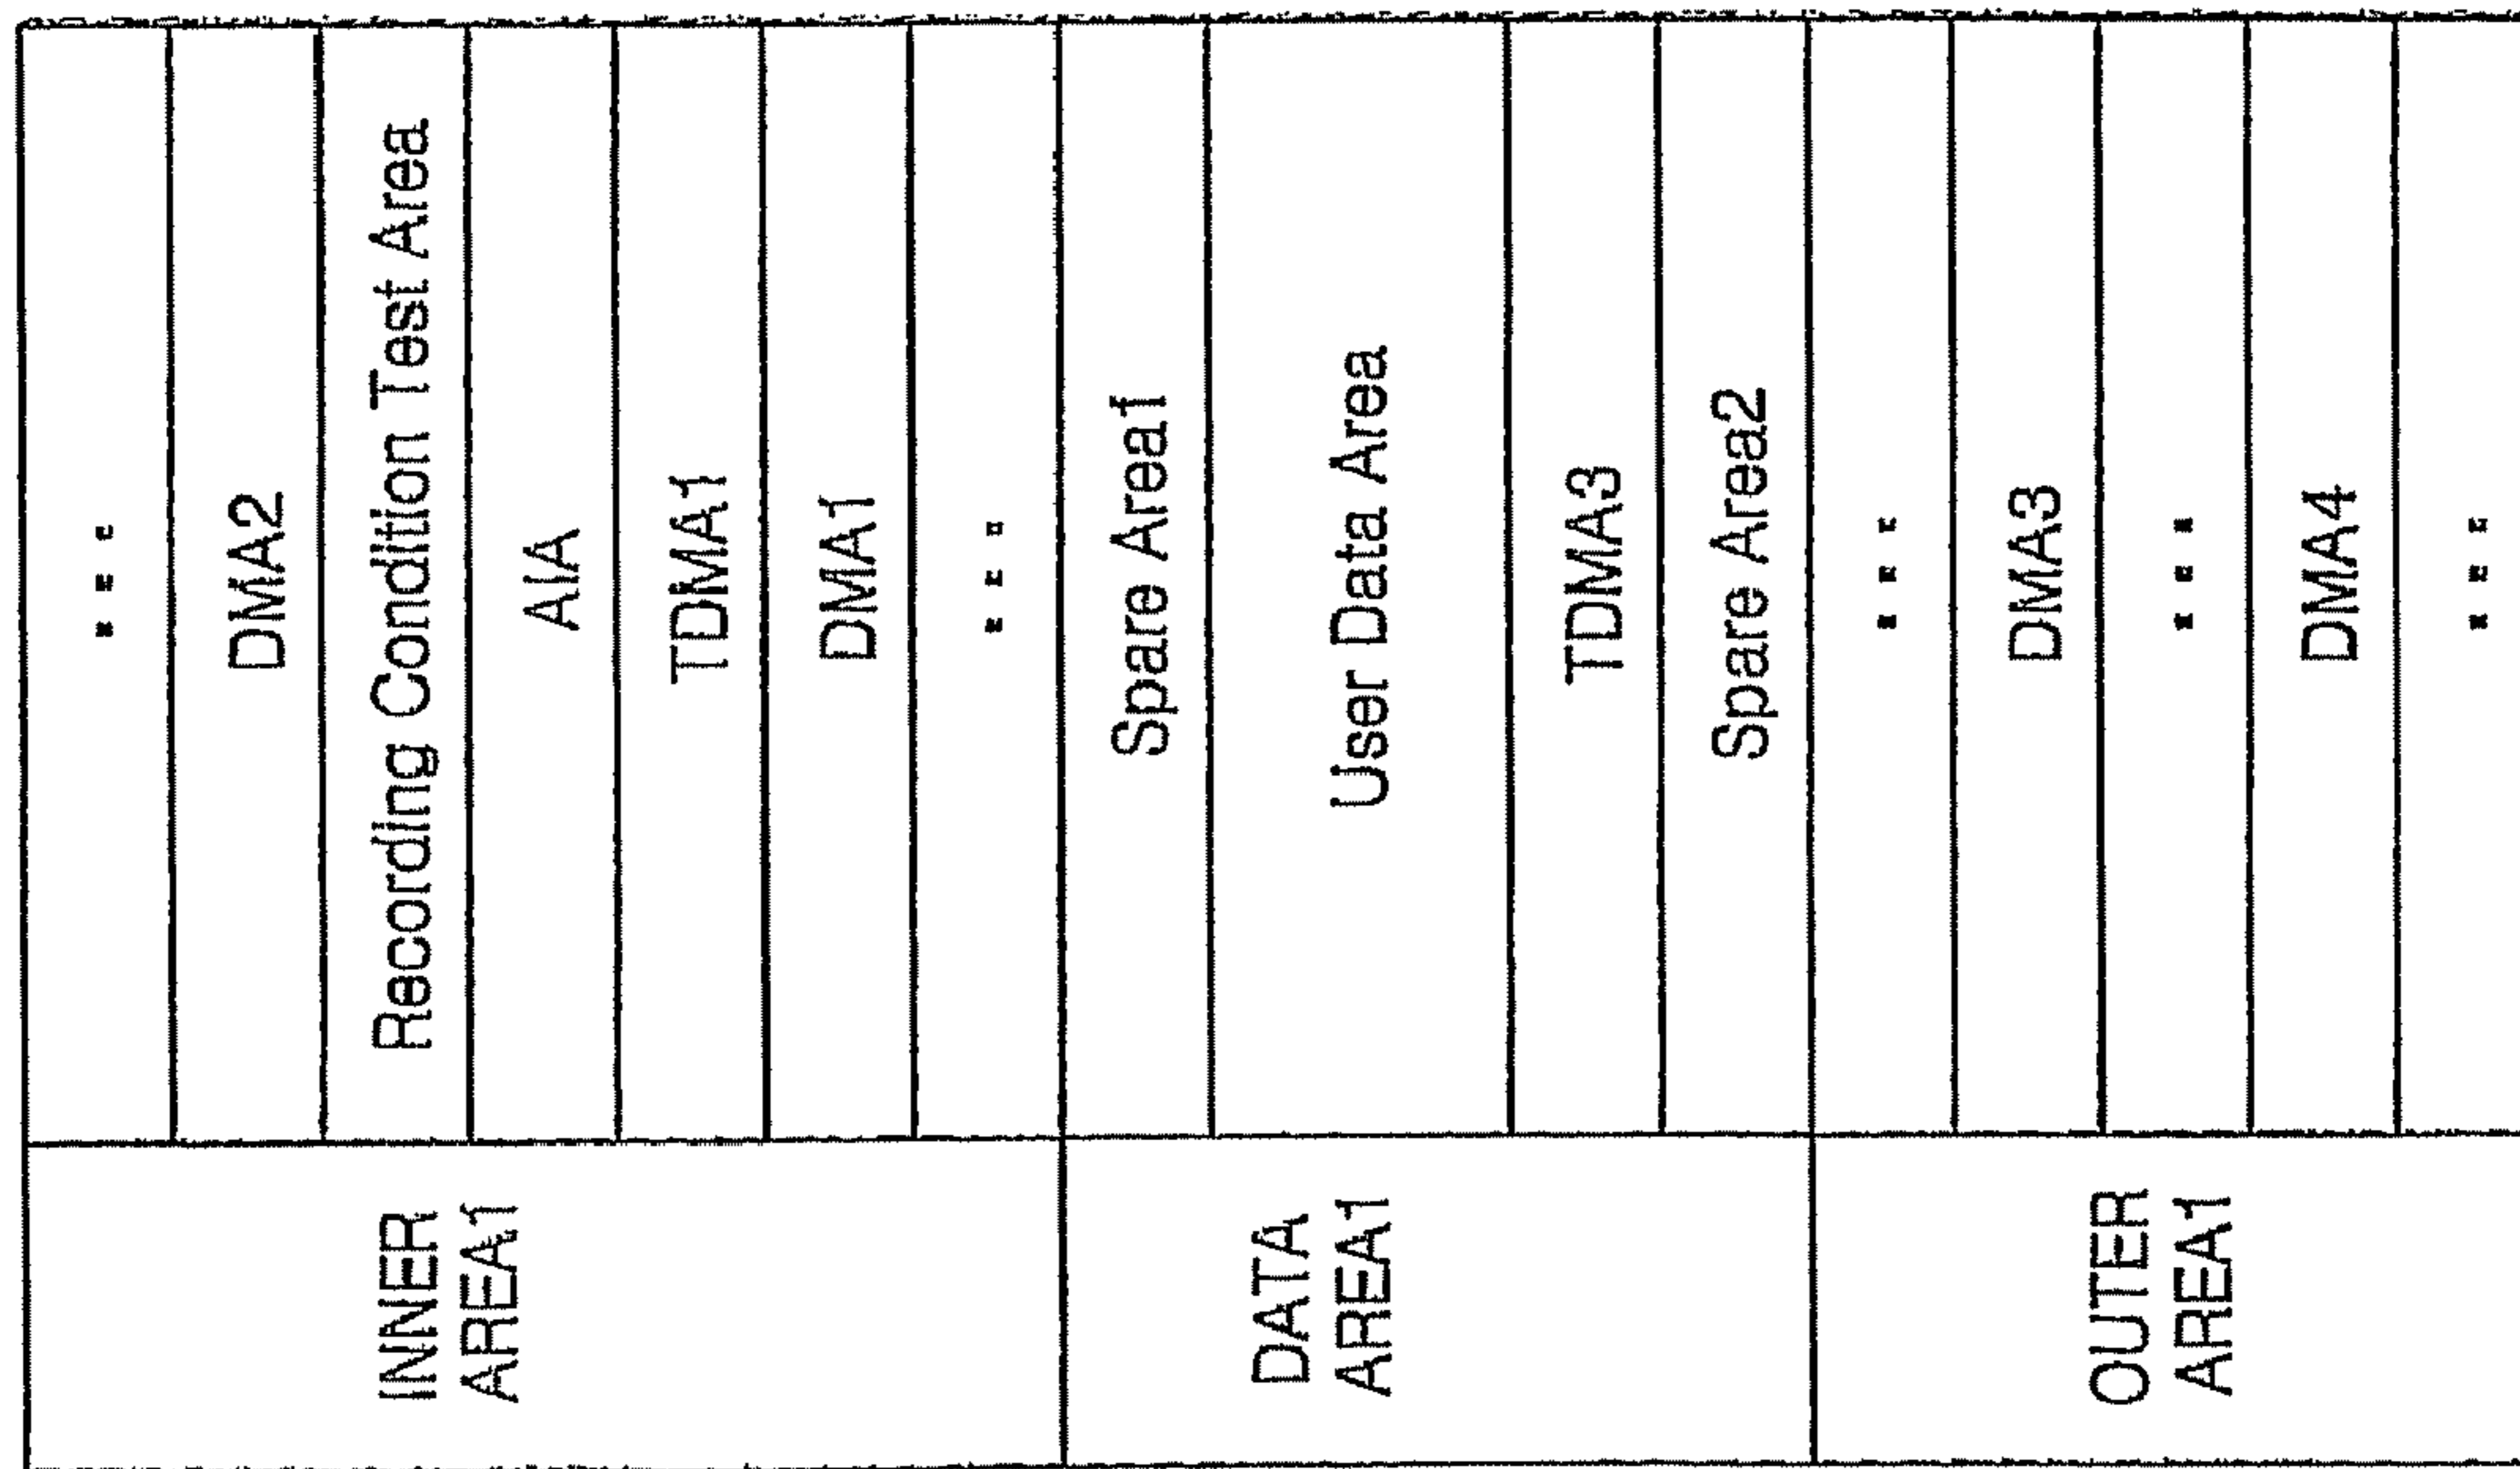 INNER
AREA1
. . .
DMA2
Recording Condition Test Area
AIA
TDMA1
DMA1
. . .
DATA
AREA1
Spare Area1
User Data Area
TDMA3
Spare Area2
OUTER
AREA1
. . .
DMA3
. . .
DMA4
. . .